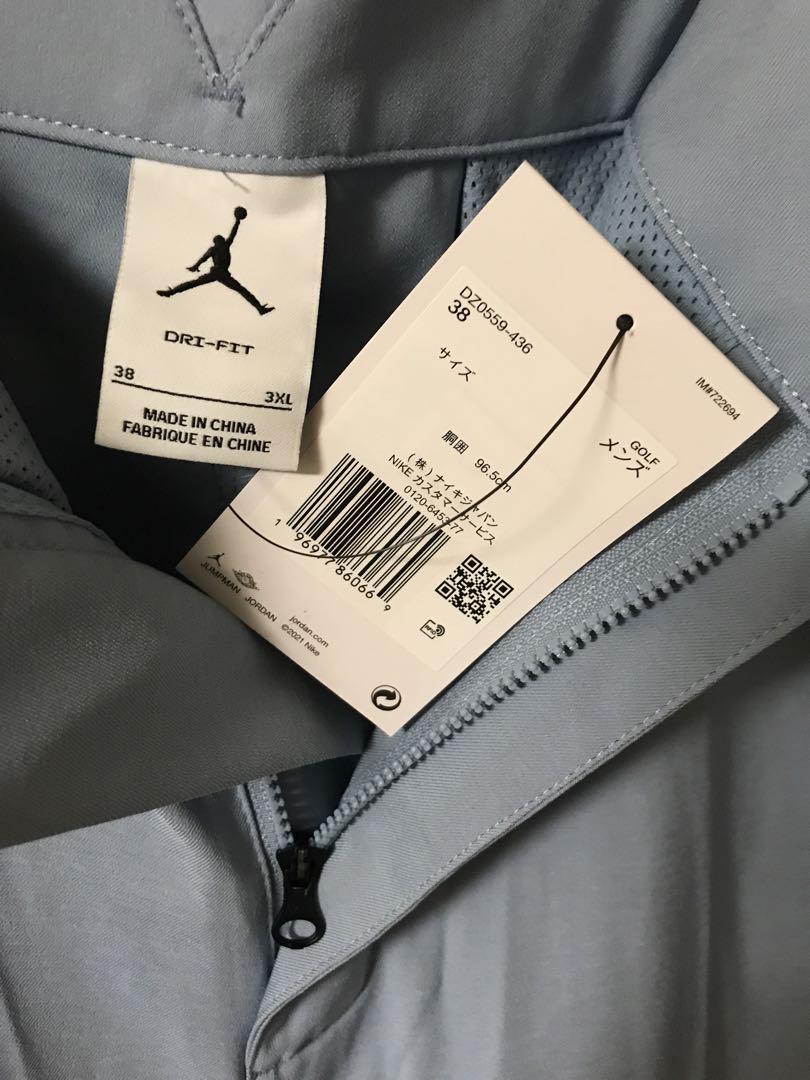 DRI-FIT
38
3XL
MADE IN CHINA
FABRIQUE EN CHINE
DZ0559-436
38
サイズ
胴囲 96.5cm
(株)ナイキジャパン
NIKE カスタマーサービス
GOLF
メンズ
IM#722694
JUMPMAN JORDAN
jordan.com
©2021 Nike